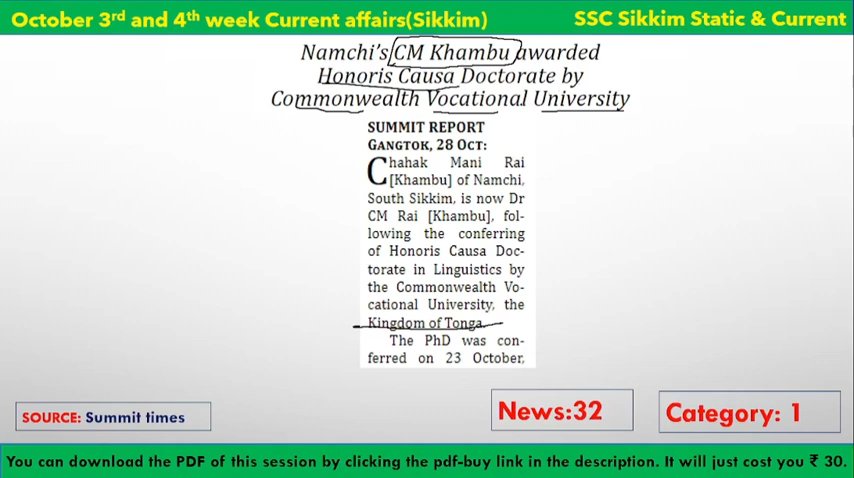 October 3rd and 4th week Current affairs(Sikkim)
SSC Sikkim Static & Current
Namchi's CM Khambu awarded
Honoris Causa Doctorate by
Commonwealth Vocational University
SUMMIT REPORT
GANGTOK, 28 OCT:
Chahak Mani Rai
[Khambu] of Namchi,
South Sikkim, is now Dr
CM Rai [Khambu], fol-
lowing the conferring
of Honoris Causa Doc-
torate in Linguistics by
the Commonwealth Vo-
cational University, the
Kingdom of Tonga.
The PhD was con-
ferred on 23 October,
SOURCE: Summit times
News:32
Category: 1
You can download the PDF of this session by clicking the pdf-buy link in the description. It will just cost you ₹ 30.